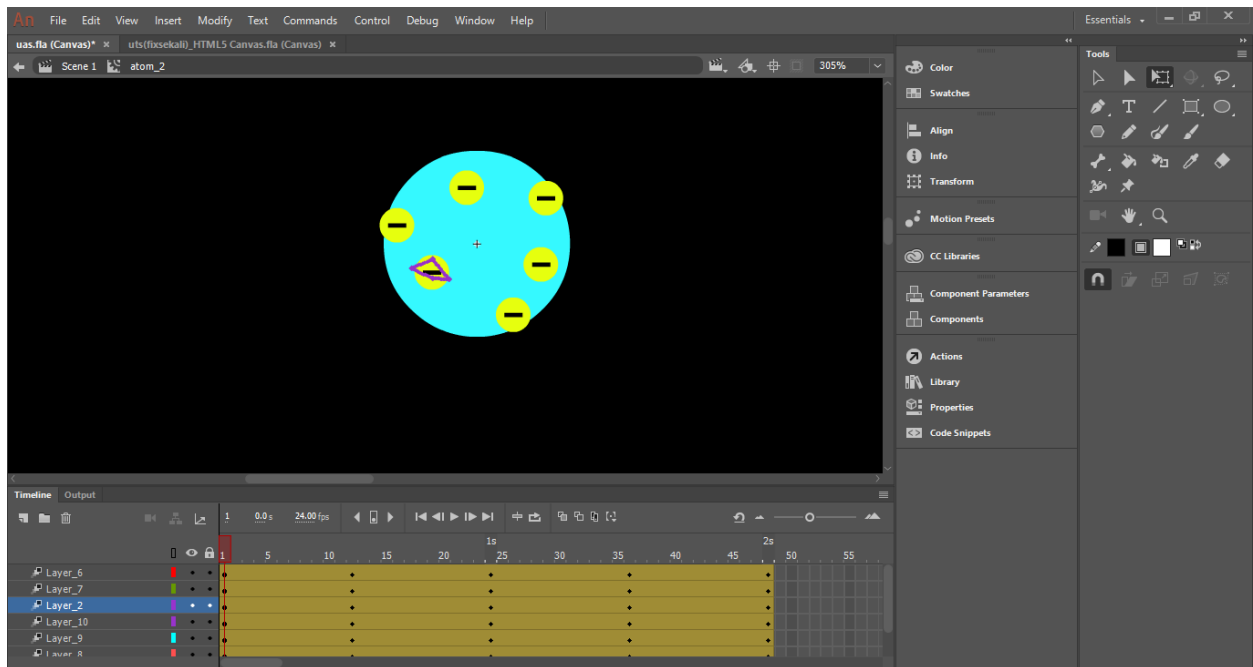 An File Edit View Insert Modify Text Commands Control Debug Window Help Essentials
uas.fla (Canvas)* × uts(fixsekali)_HTML5 Canvas.fla (Canvas) ×
Scene 1 atom_2 305%
Tools
Color
Swatches
Align
Info
Transform
Motion Presets
CC Libraries
Component Parameters
Components
Actions
Library
Properties
Code Snippets
Timeline Output
1 0.0 s 24.00 fps
1s 2s
1 5 10 15 20 25 30 35 40 45 50 55
Layer_6
Layer_7
Layer_2
Layer_10
Layer_9
Layer_8